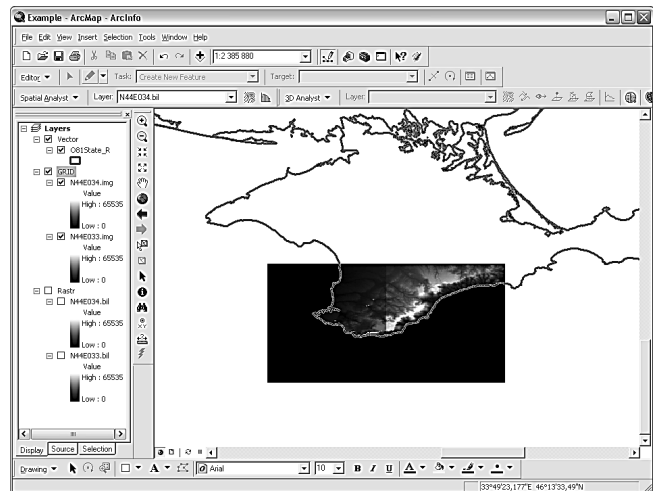 Example - ArcMap - ArcInfo
File Edit View Insert Selection Tools Window Help
1:2 385 880
Editor Task: Create New Feature Target:
Spatial Analyst Layer: N44E034.bil 3D Analyst Layer:
Layers
Vector
O81State_R
GRID
N44E034.img
Value
High : 65535
Low : 0
N44E033.img
Value
High : 65535
Low : 0
Rastr
N44E034.bil
Value
High : 65535
Low : 0
N44E033.bil
Value
High : 65535
Low : 0
Display Source Selection
Drawing A Arial 10 B I U A
33°49'23,177"E 46°13'33,49"N